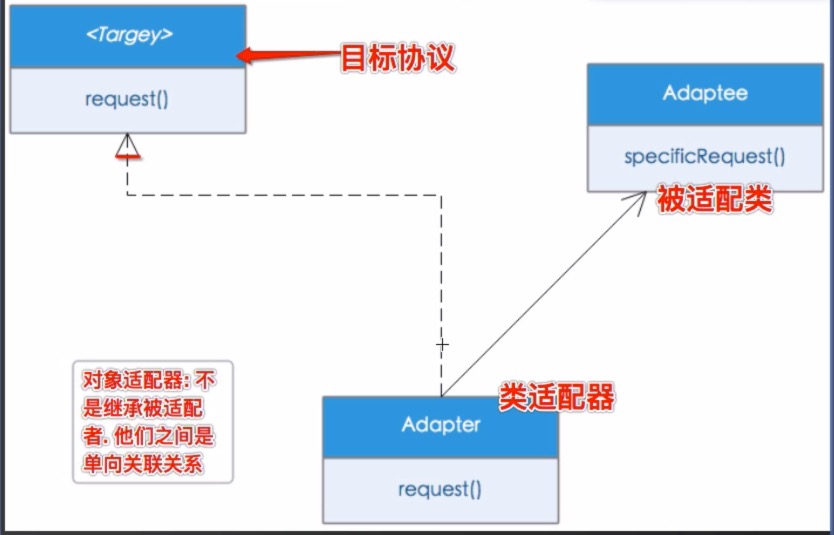 <Targey>
目标协议
request()
Adaptee
specificRequest()
被适配类
对象适配器: 不
是继承被适配
者. 他们之间是
单向关联关系
类适配器
Adapter
request()